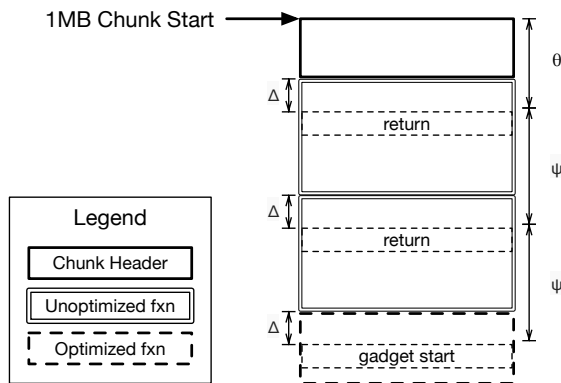 1MB Chunk Start
θ
Δ
return
ψ
Δ
return
ψ
Δ
gadget start
Legend
Chunk Header
Unoptimized fxn
Optimized fxn